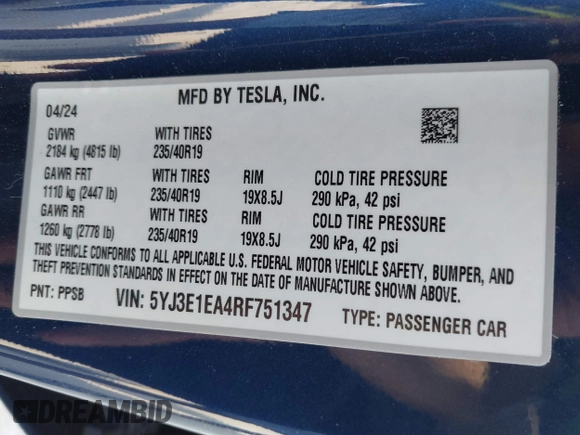 MFD BY TESLA, INC.
04/24
GVWR WITH TIRES
2184 kg (4815 lb) 235/40R19
GAWR FRT WITH TIRES RIM COLD TIRE PRESSURE
1110 kg (2447 lb) 235/40R19 19X8.5J 290 kPa, 42 psi
GAWR RR WITH TIRES RIM COLD TIRE PRESSURE
1260 kg (2778 lb) 235/40R19 19X8.5J 290 kPa, 42 psi
THIS VEHICLE CONFORMS TO ALL APPLICABLE U.S. FEDERAL MOTOR VEHICLE SAFETY, BUMPER, AND
THEFT PREVENTION STANDARDS IN EFFECT ON THE DATE OF MANUFACTURE SHOWN ABOVE.
PNT: PPSB VIN: 5YJ3E1EA4RF751347 TYPE: PASSENGER CAR
DREAMBID